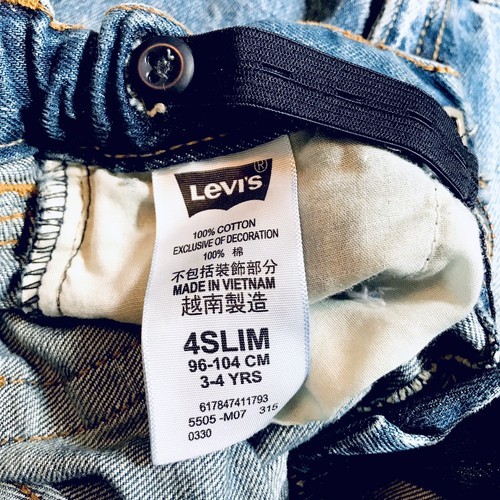 Levi's®
100% COTTON
EXCLUSIVE OF DECORATION
100% 棉
不包括裝飾部分
MADE IN VIETNAM
越南製造
4SLIM
96-104 CM
3-4 YRS
617847411793
5505 -M07 315
0330